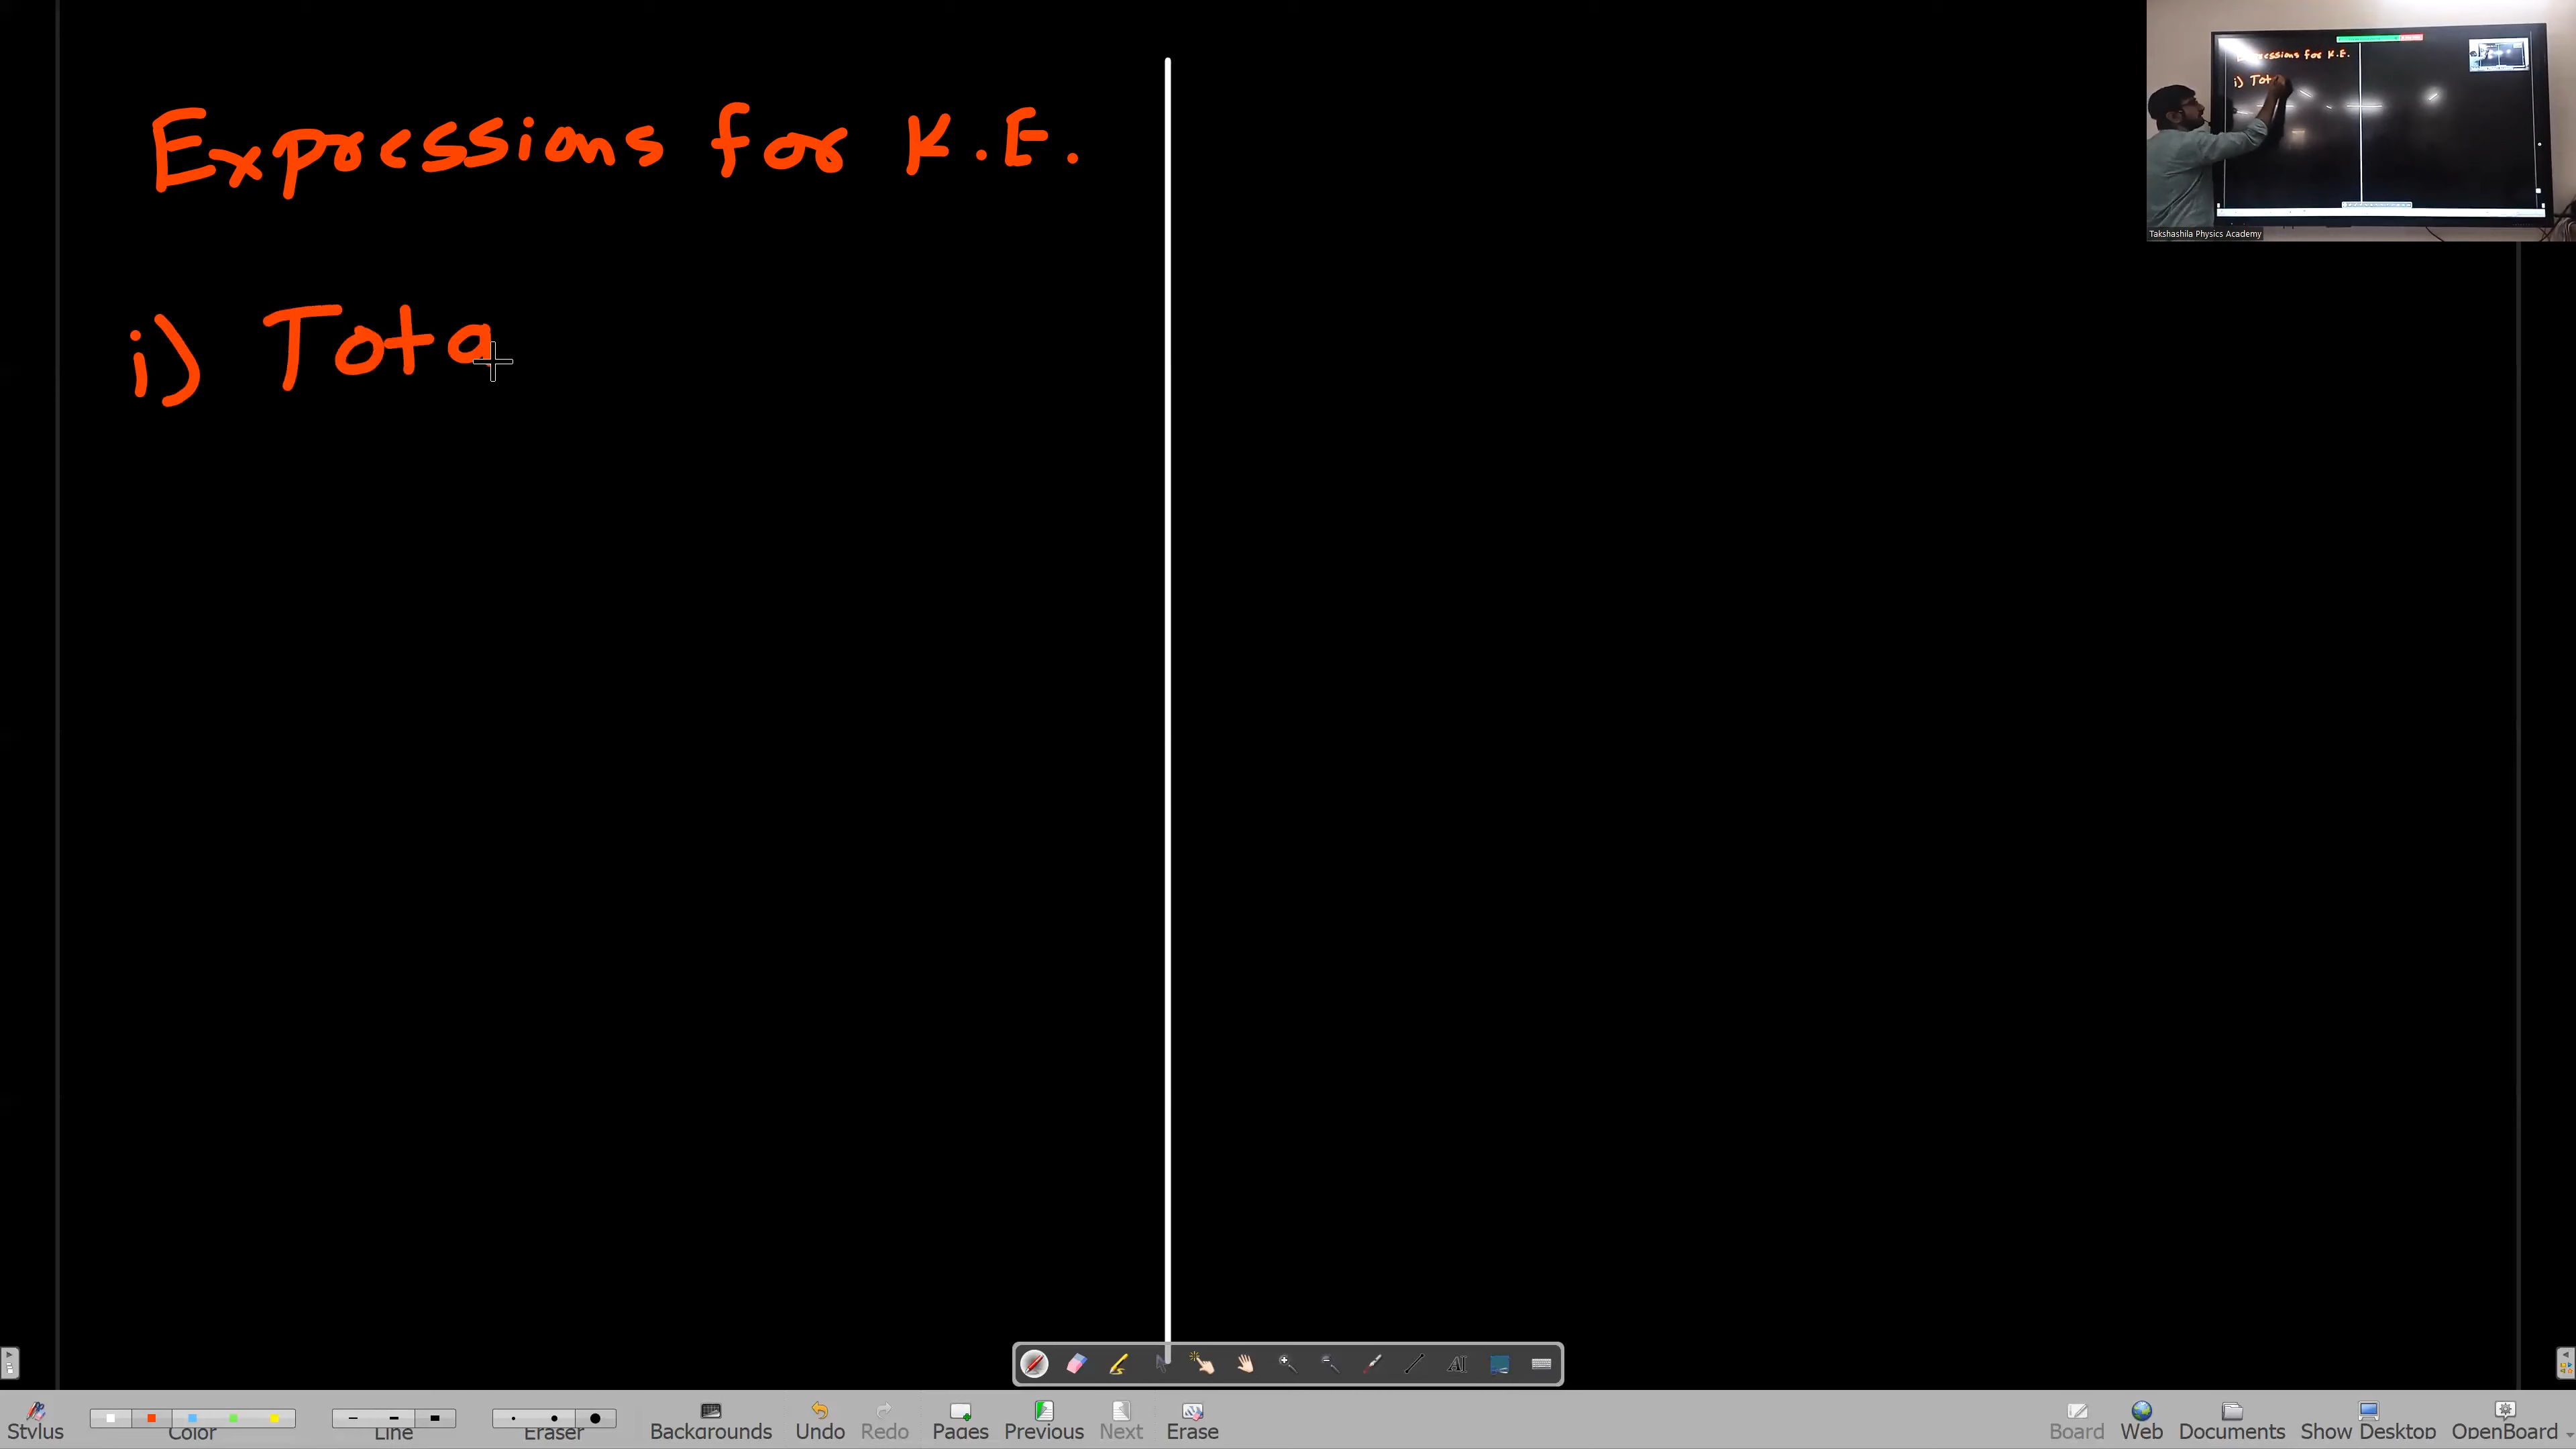 Expressions for K.E.
i) Tota
Takshashila Physics Academy
Stylus
Color
Line
Eraser
Backgrounds
Undo
Redo
Pages
Previous
Next
Erase
Board
Web
Documents
Show Desktop
OpenBoard